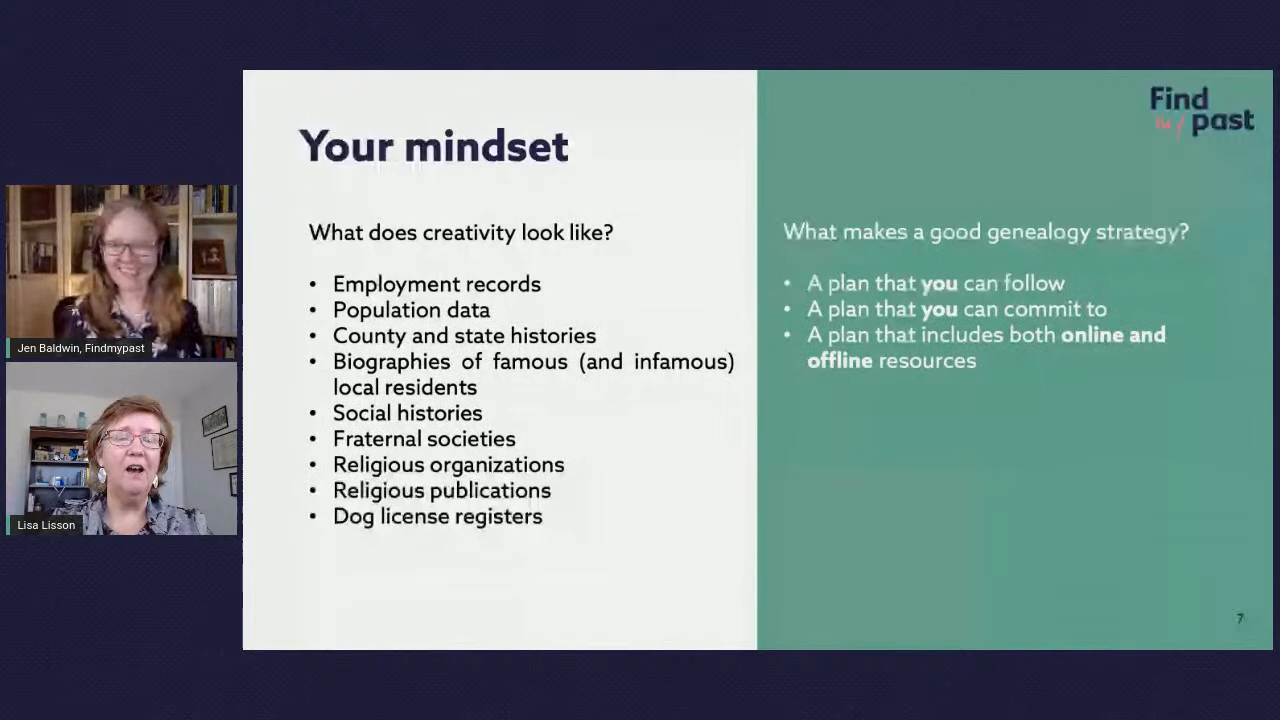 Find
my past
Your mindset
What does creativity look like?
• Employment records
• Population data
• County and state histories
• Biographies of famous (and infamous)
local residents
• Social histories
• Fraternal societies
• Religious organizations
• Religious publications
• Dog license registers
What makes a good genealogy strategy?
• A plan that you can follow
• A plan that you can commit to
• A plan that includes both online and
offline resources
7
Jen Baldwin, Findmypast
Lisa Lisson